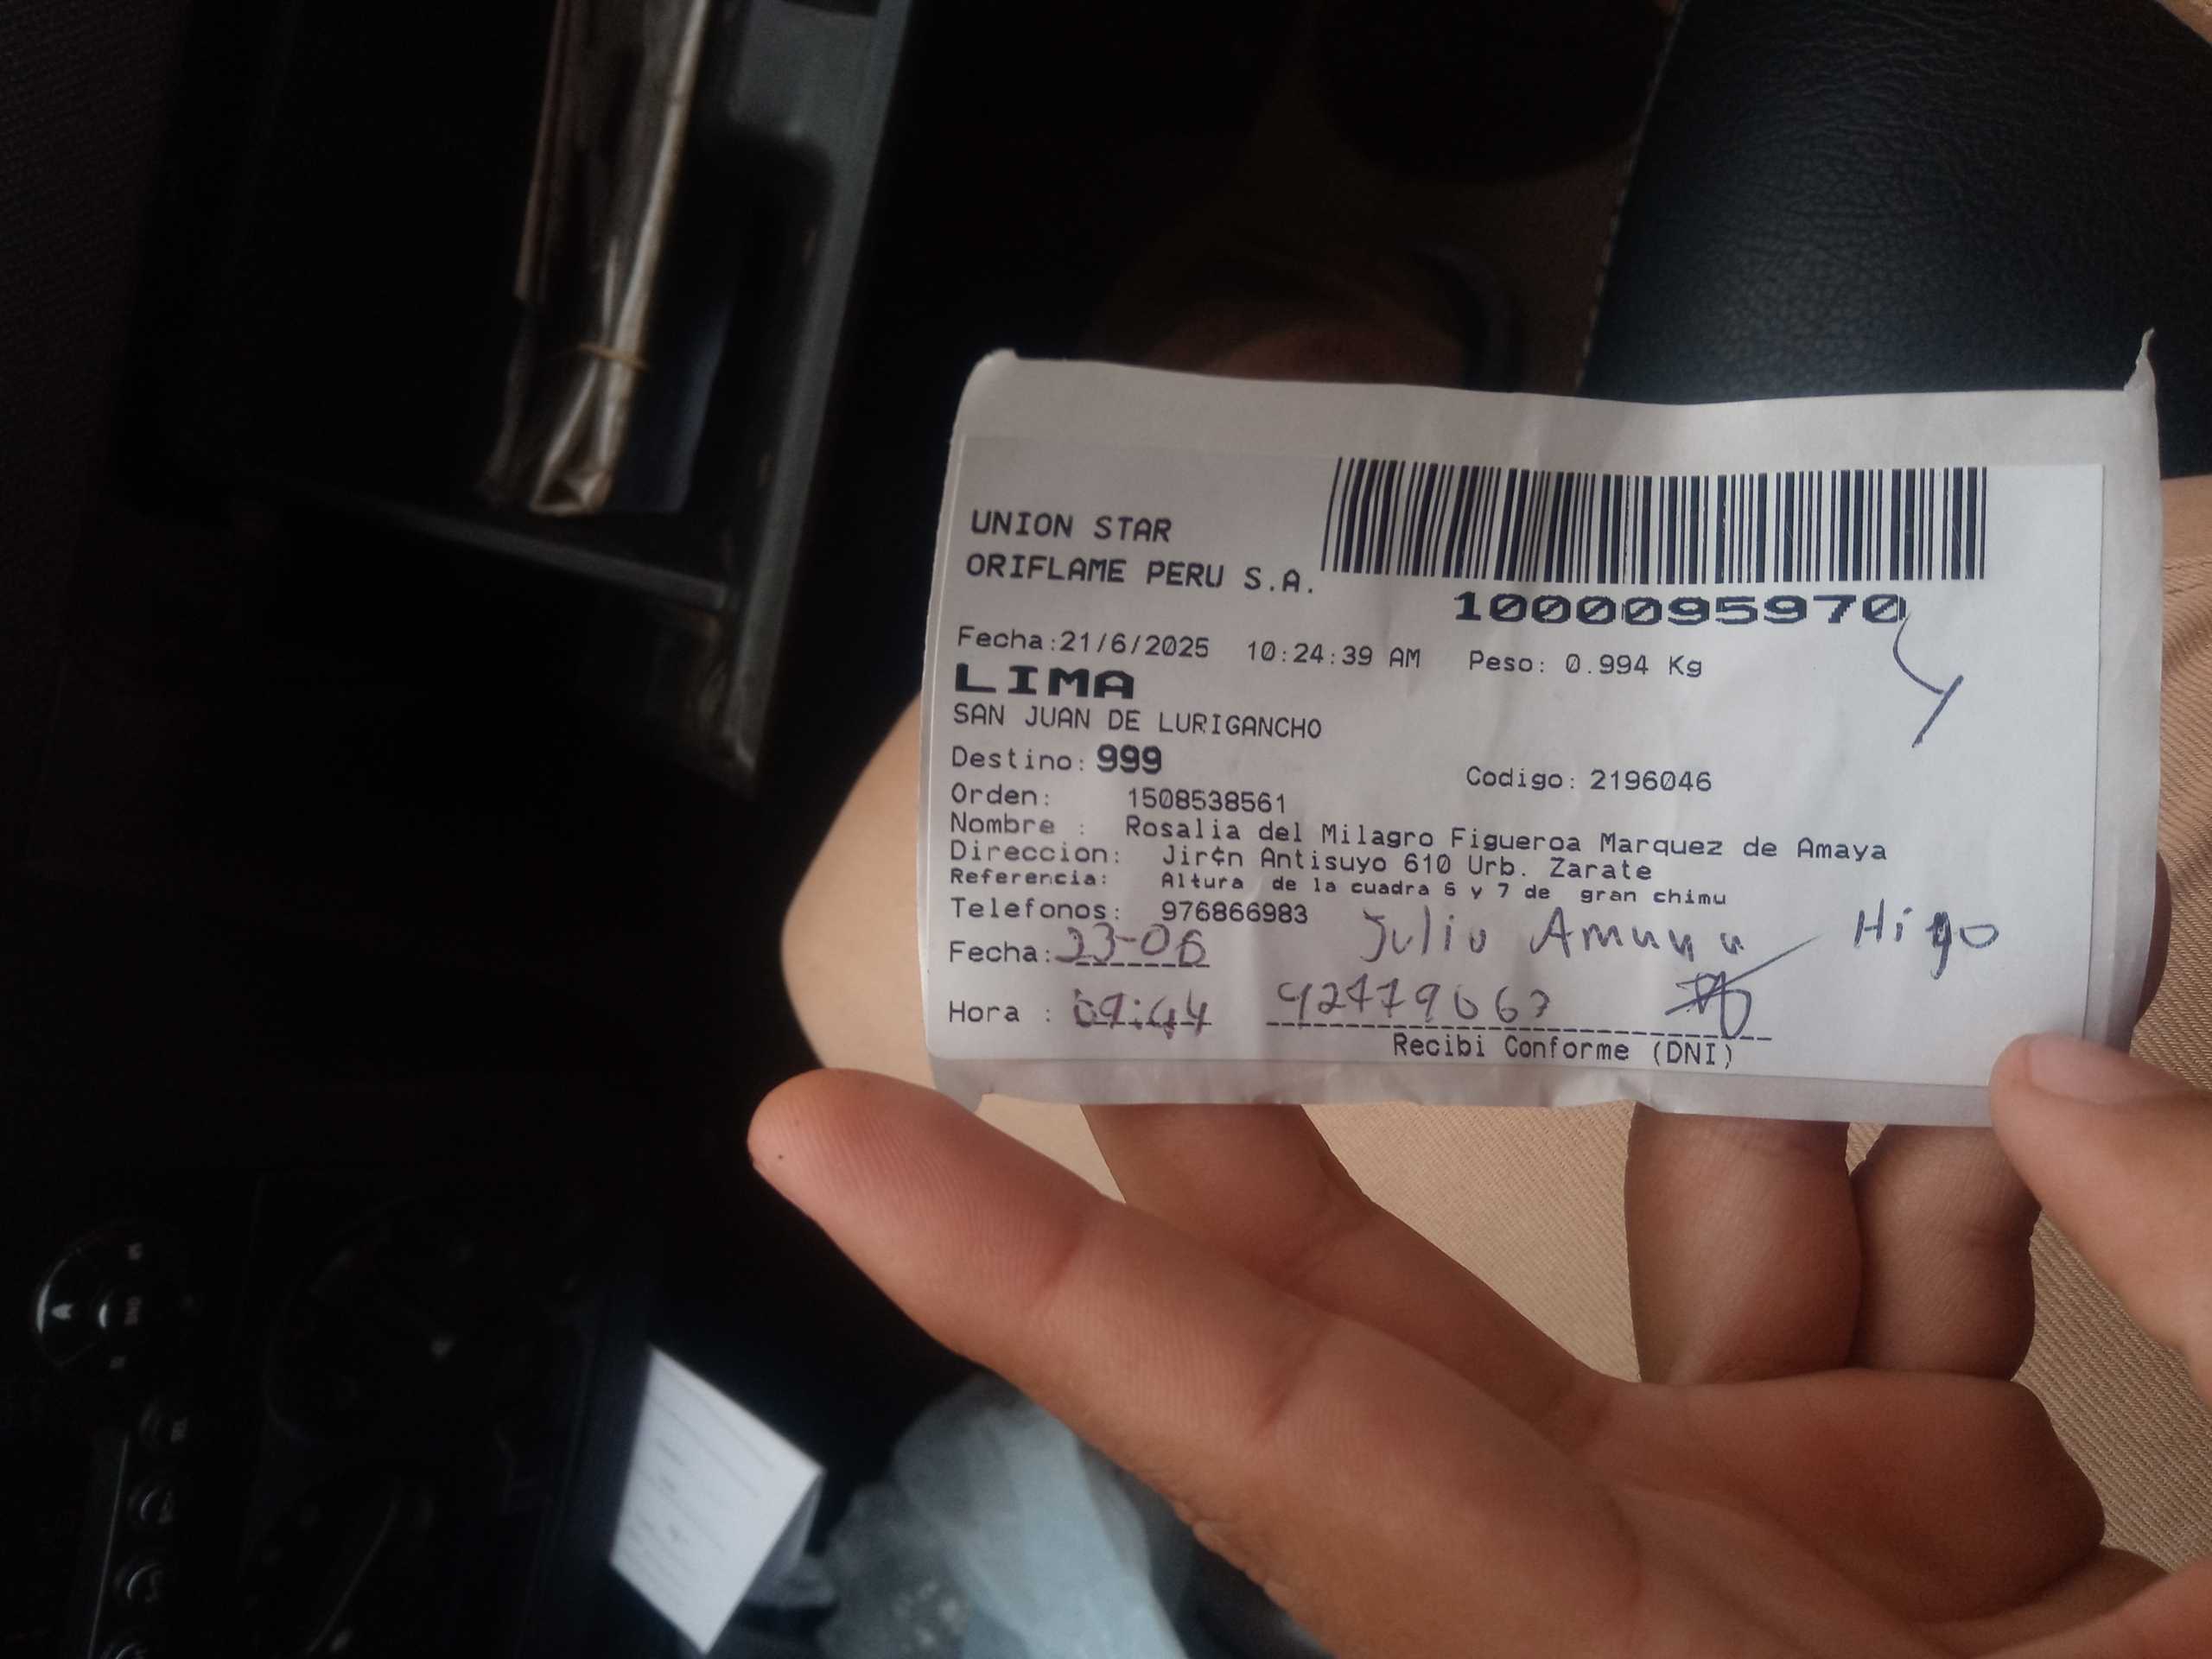 UNION STAR
ORIFLAME PERU S.A.
1000095970
Fecha:21/6/2025 10:24:39 AM Peso: 0.994 Kg
LIMA
SAN JUAN DE LURIGANCHO
Destino: 999 Codigo: 2196046
Orden: 1508538561
Nombre : Rosalia del Milagro Figueroa Marquez de Amaya
Direccion: Jir¢n Antisuyo 610 Urb. Zarate
Referencia: Altura de la cuadra 6 y 7 de gran chimu
Telefonos: 976866983
Julio Amaya Higo
Fecha: 23-06
Hora : 09:44 42479063
Recibi Conforme (DNI)